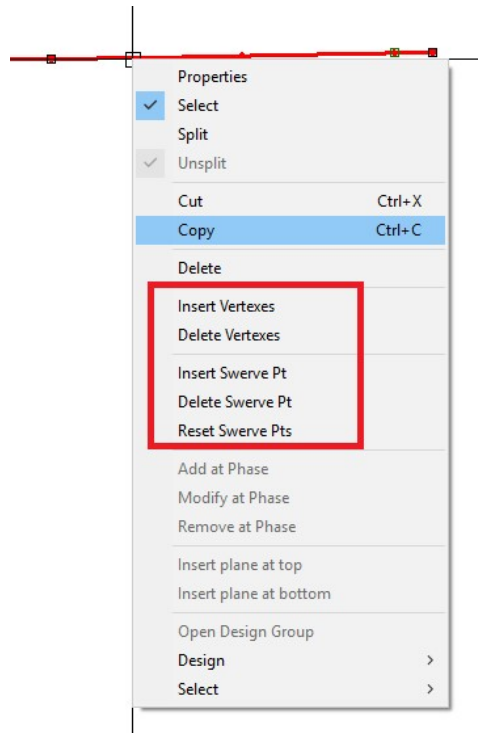 Properties
Select
Split
Unsplit
Cut Ctrl+X
Copy Ctrl+C
Delete
Insert Vertexes
Delete Vertexes
Insert Swerve Pt
Delete Swerve Pt
Reset Swerve Pts
Add at Phase
Modify at Phase
Remove at Phase
Insert plane at top
Insert plane at bottom
Open Design Group
Design
Select